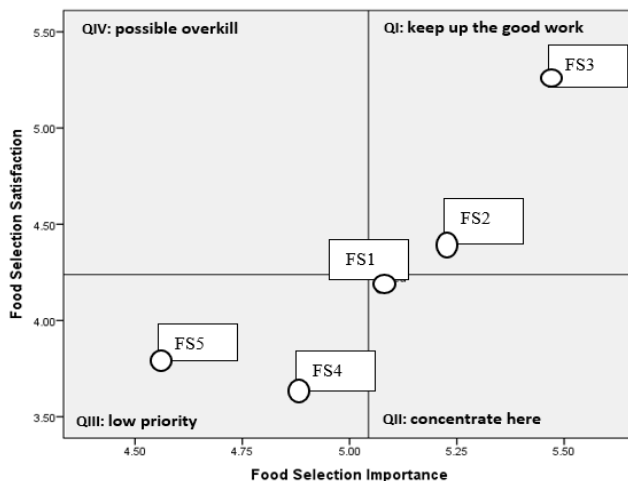 QIV: possible overkill
QI: keep up the good work
FS3
FS2
FS1
FS5
FS4
QIII: low priority
QII: concentrate here
5.50
5.00
4.50
4.00
3.50
Food Selection Satisfaction
4.50
4.75
5.00
5.25
5.50
Food Selection Importance